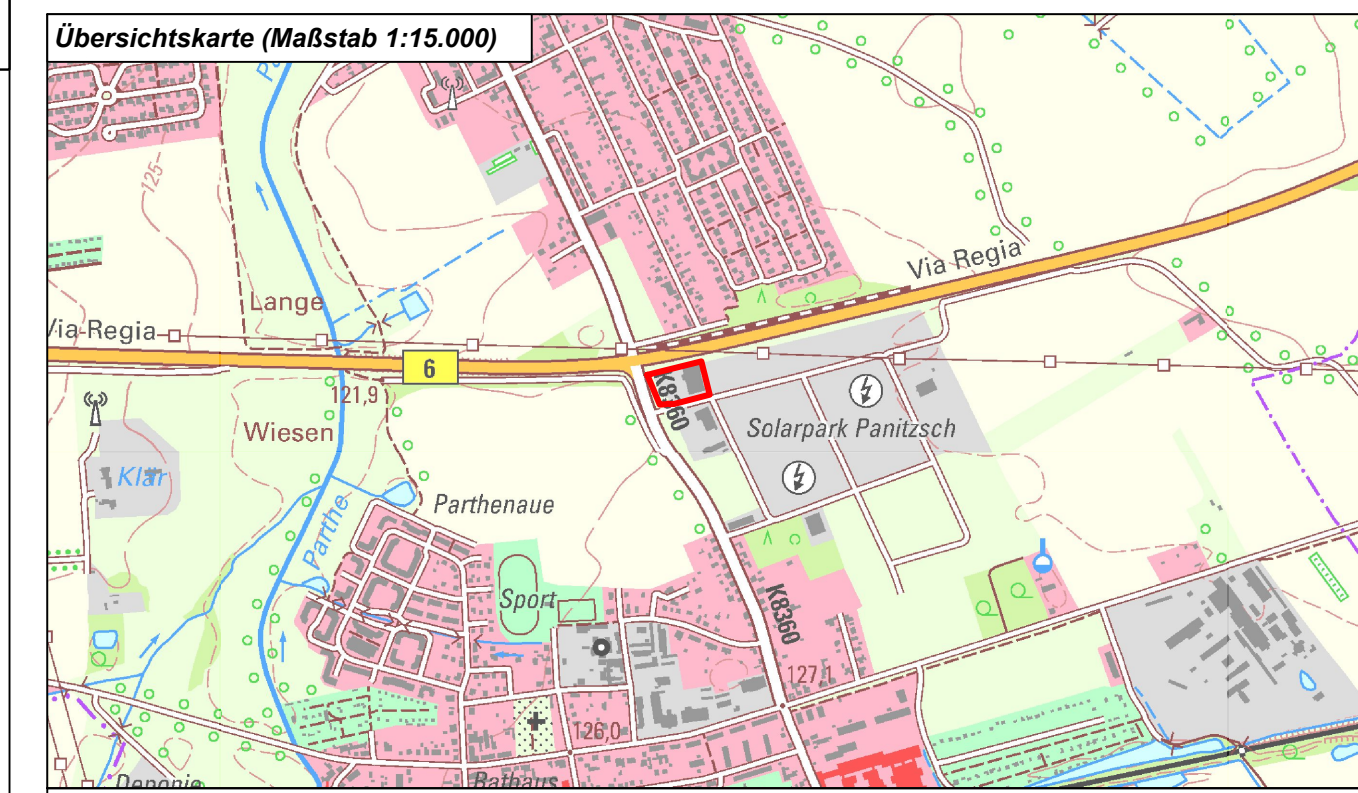 Übersichtskarte (Maßstab 1:15.000)
Pa
125
Via Regia
Lange
Via-Regia
6
K8360
121,9
Wiesen
Solarpark Panitzsch
Klär
Parthe
Parthenaue
Sport
K8360
127,1
126,0
Rathaus
Deponie